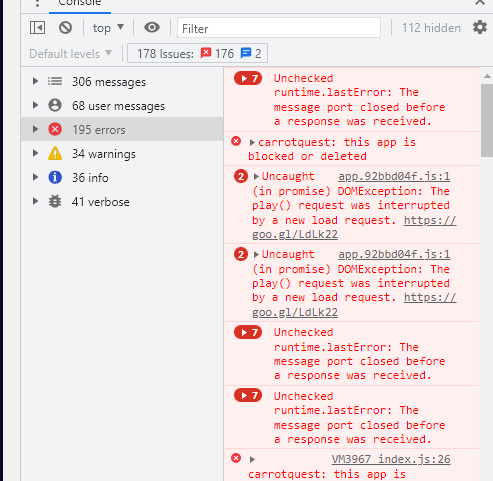 Console
top ▾
Filter
112 hidden
Default levels ▾
178 Issues: 176 2
306 messages
68 user messages
195 errors
34 warnings
36 info
41 verbose
7 Unchecked
runtime.lastError: The
message port closed before
a response was received.
carrotquest: this app is
blocked or deleted
2 Uncaught app.92bbd04f.js:1
(in promise) DOMException: The
play() request was interrupted
by a new load request. https://
goo.gl/LdLk22
2 Uncaught app.92bbd04f.js:1
(in promise) DOMException: The
play() request was interrupted
by a new load request. https://
goo.gl/LdLk22
7 Unchecked
runtime.lastError: The
message port closed before
a response was received.
7 Unchecked
runtime.lastError: The
message port closed before
a response was received.
VM3967 index.js:26
carrotquest: this app is